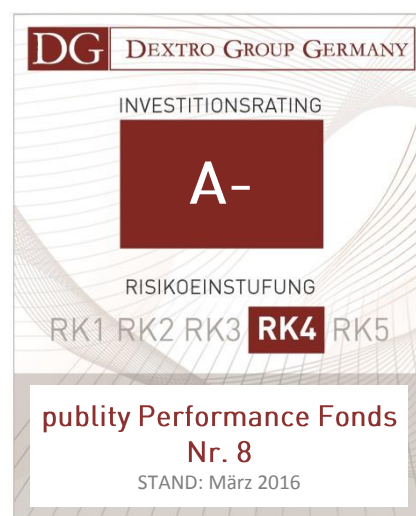 DG DEXTRO GROUP GERMANY
INVESTITIONSRATING
A-
RISIKOEINSTUFUNG
RK1 RK2 RK3 RK4 RK5
publity Performance Fonds
Nr. 8
STAND: März 2016